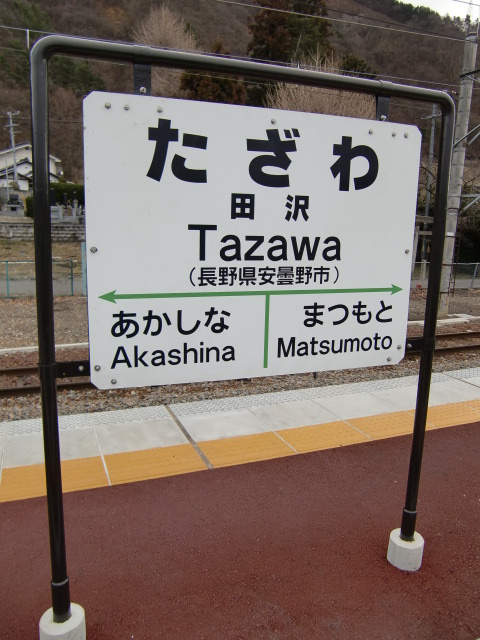 たざわ
田沢
Tazawa
(長野県安曇野市)
あかしな まつもと
Akashina Matsumoto